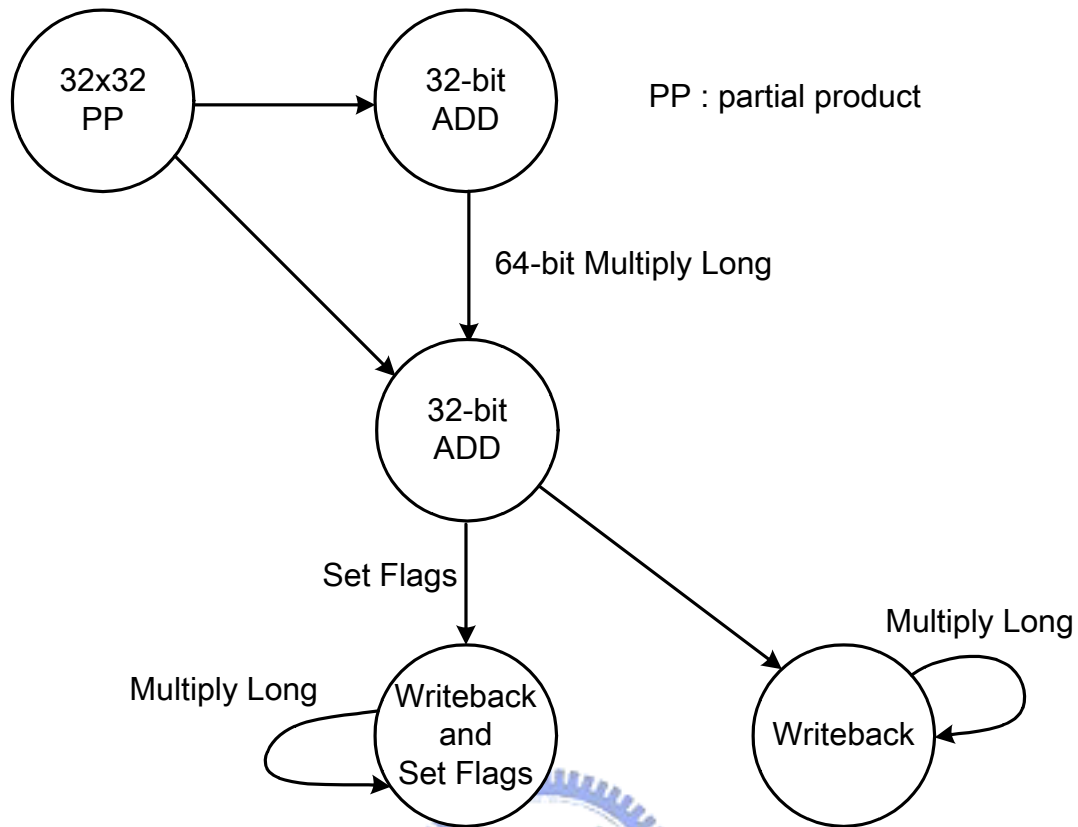 32x32
PP
32-bit
ADD
PP : partial product
64-bit Multiply Long
32-bit
ADD
Set Flags
Multiply Long
Multiply Long
Writeback
and
Set Flags
Writeback